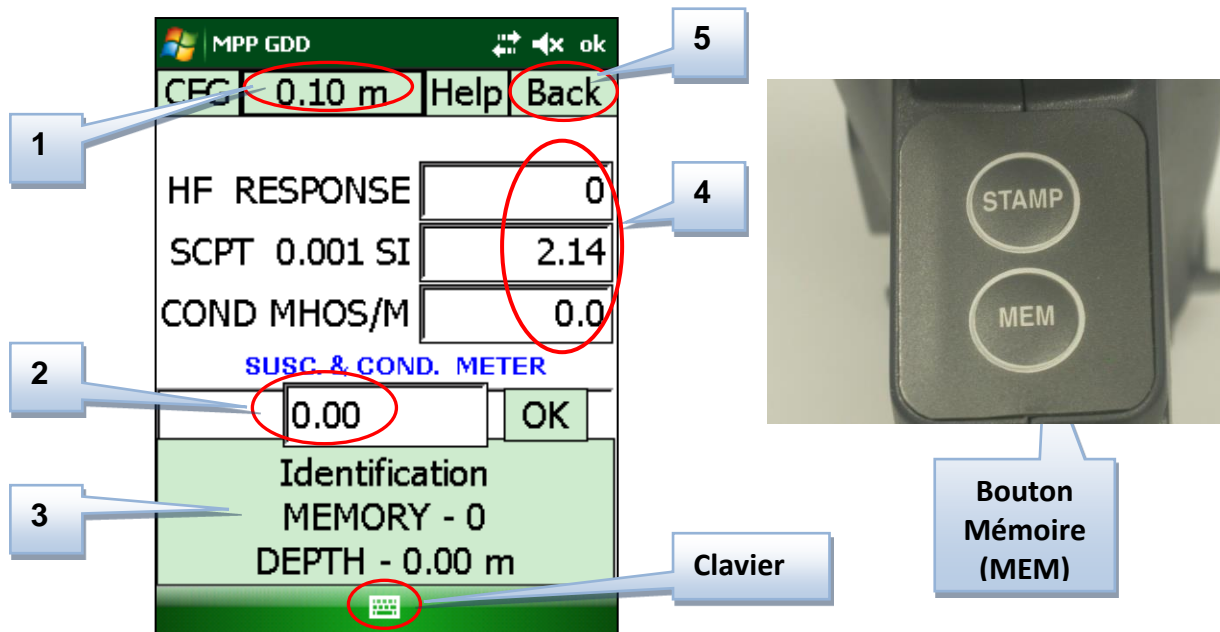 MPP GDD ok
CFG 0.10 m Help Back
HF RESPONSE 0
SCPT 0.001 SI 2.14
COND MHOS/M 0.0
SUSC. & COND. METER
0.00 OK
Identification
MEMORY - 0
DEPTH - 0.00 m
1
2
3
4
5
Clavier
STAMP
MEM
Bouton
Mémoire
(MEM)